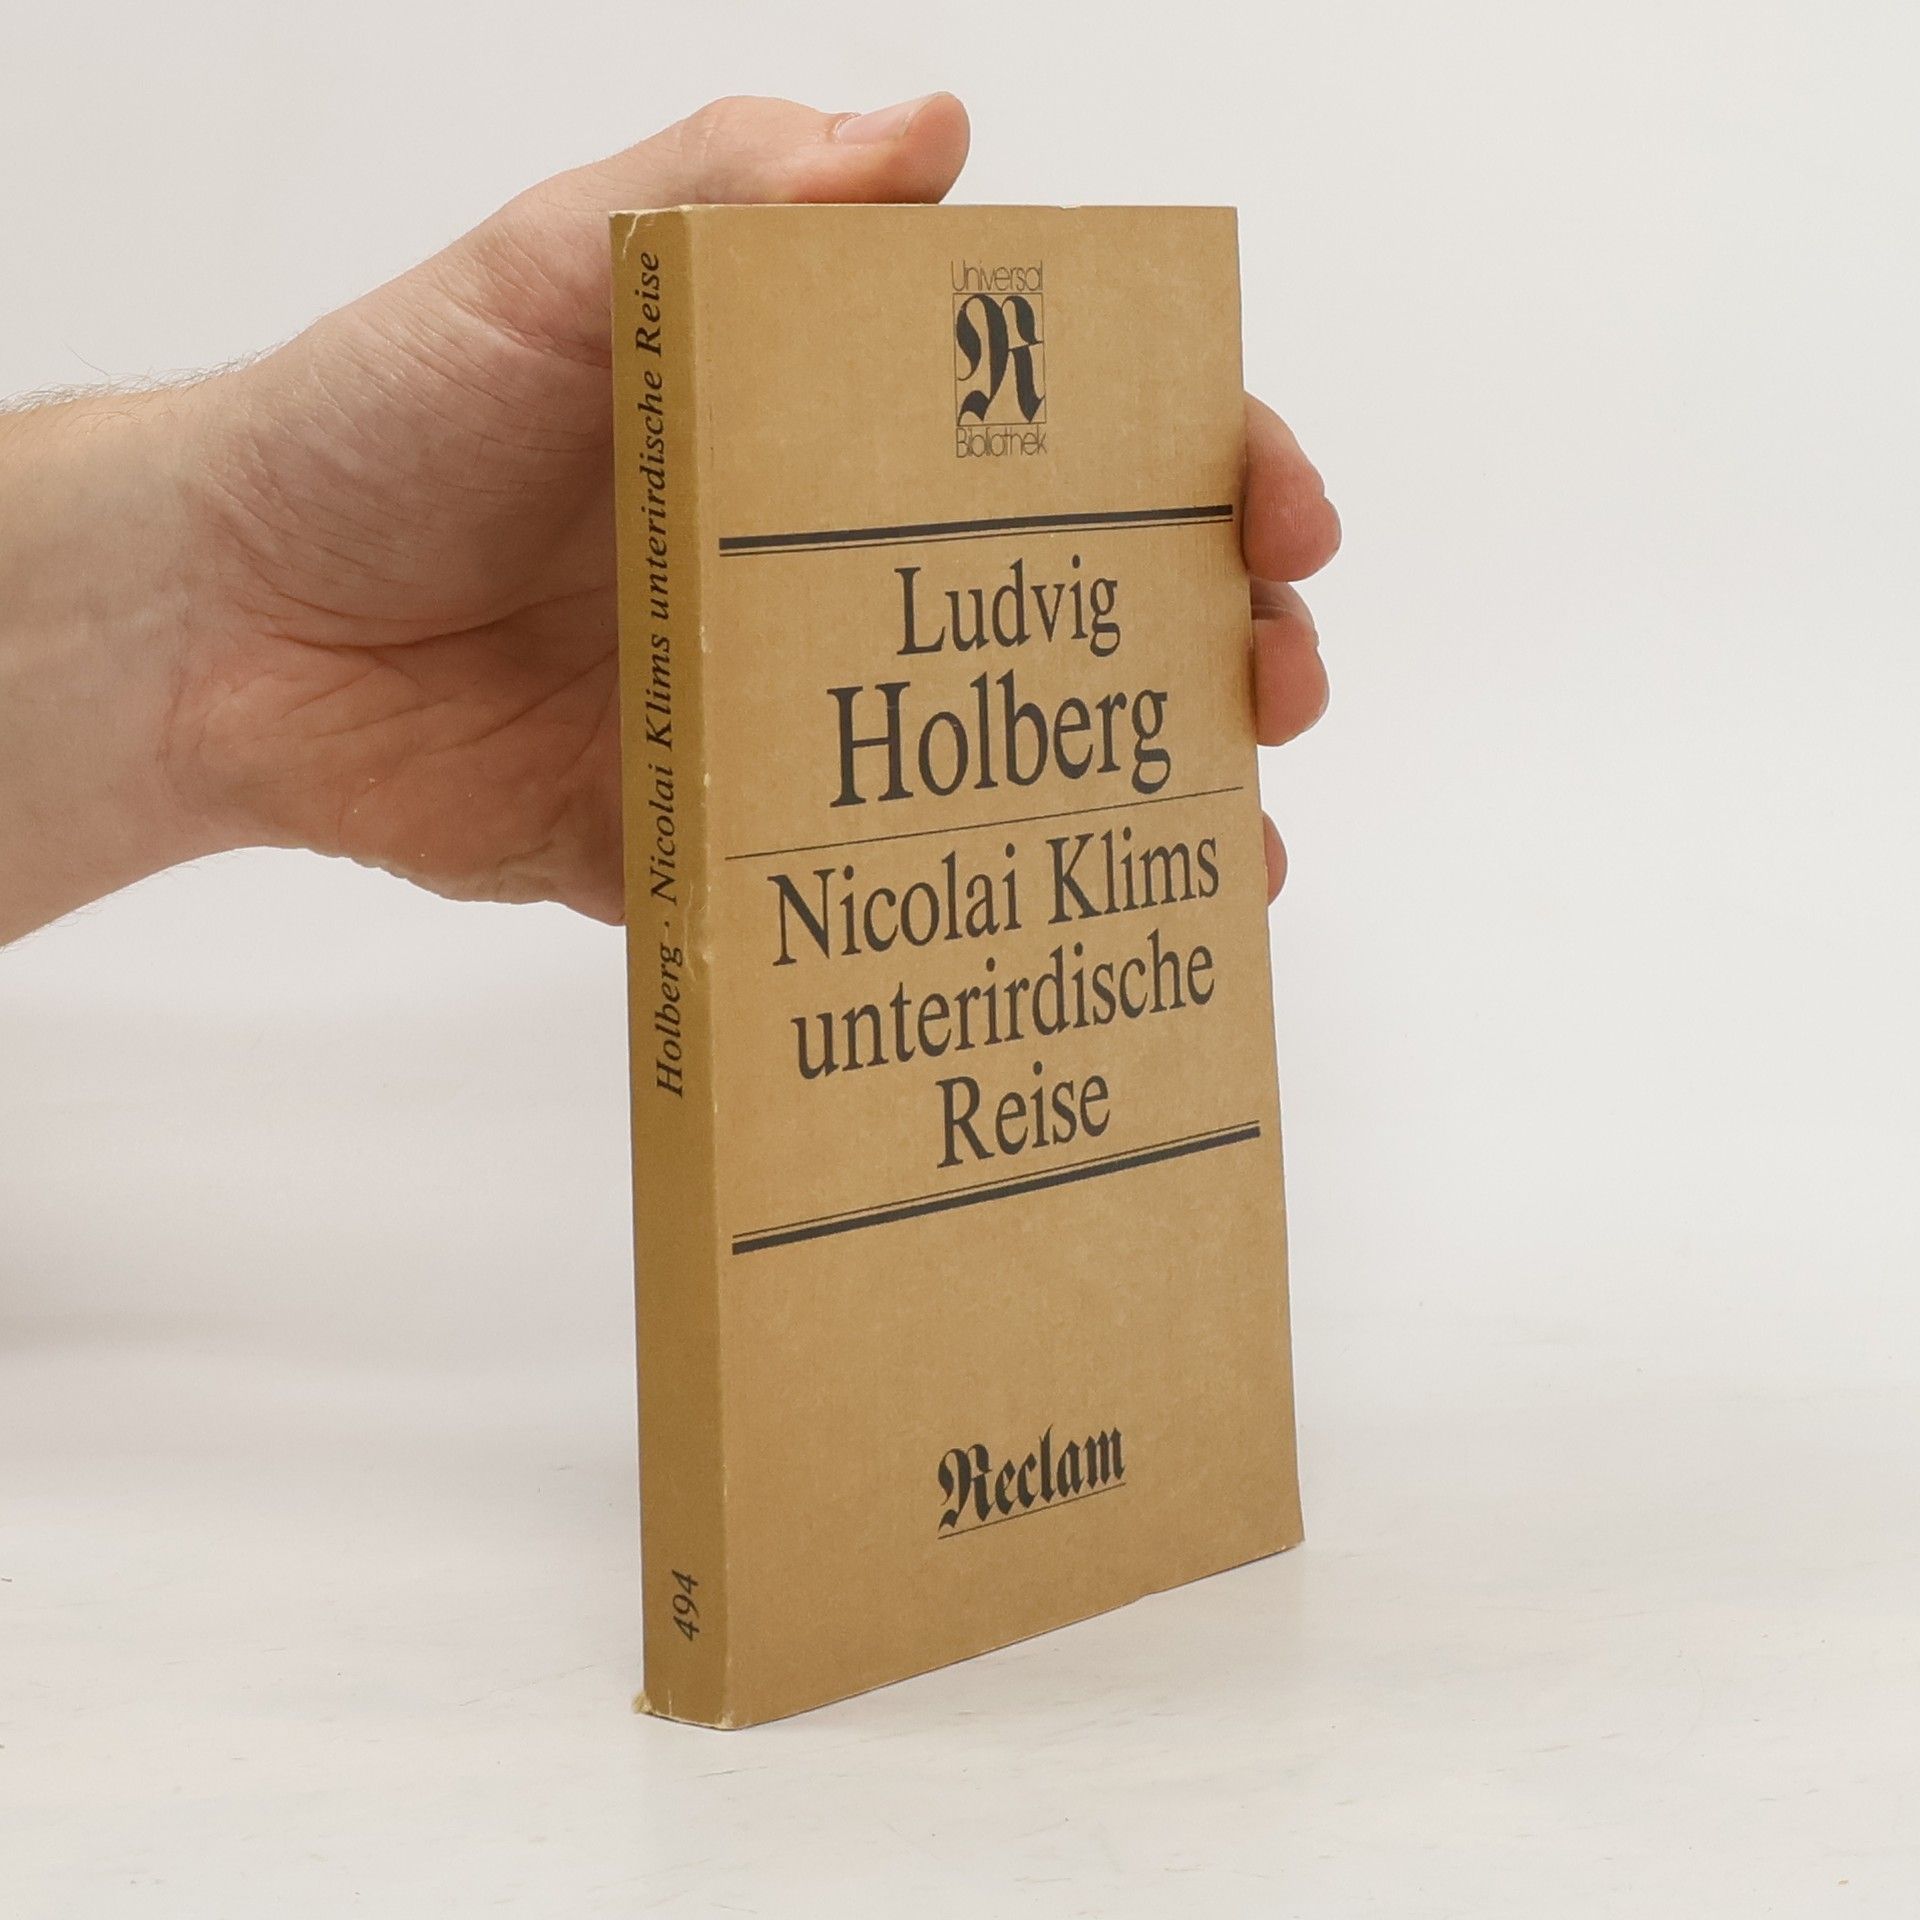 Holberg · Nicolai Klims unterirdische Reise
494
Universal
R
Bibliothek
Ludvig
Holberg
Nicolai Klims
unterirdische
Reise
Reclam